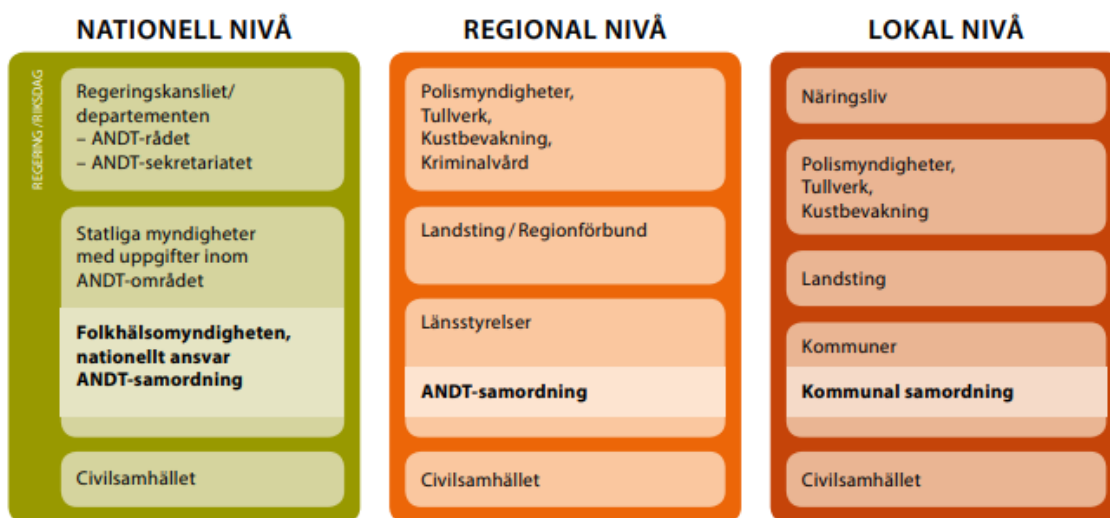 NATIONELL NIVÅ
REGERING/RIKSDAG
Regeringskansliet/
departementen
– ANDT-rådet
– ANDT-sekretariatet
Statliga myndigheter
med uppgifter inom
ANDT-området
Folkhälsomyndigheten,
nationellt ansvar
ANDT-samordning
Civilsamhället
REGIONAL NIVÅ
Polismyndigheter,
Tullverk,
Kustbevakning,
Kriminalvård
Landsting / Regionförbund
Länsstyrelser
ANDT-samordning
Civilsamhället
LOKAL NIVÅ
Näringsliv
Polismyndigheter,
Tullverk,
Kustbevakning
Landsting
Kommuner
Kommunal samordning
Civilsamhället